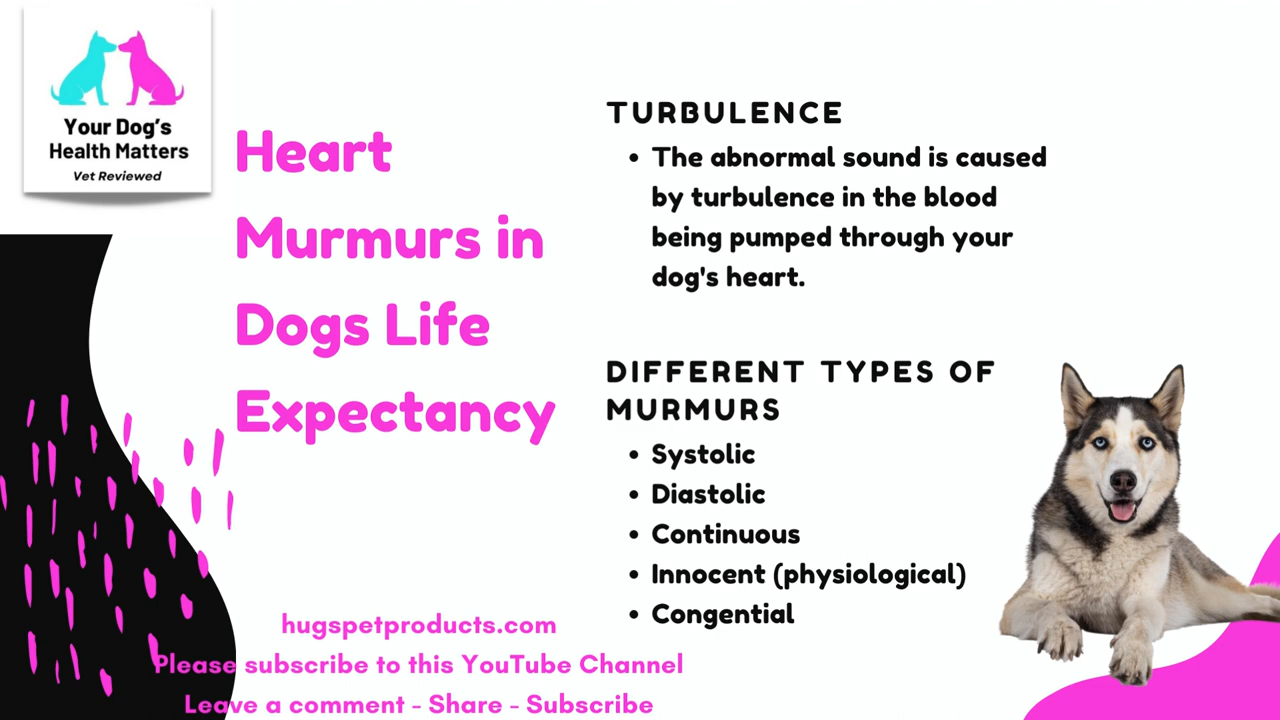 Your Dog's
Health Matters
Vet Reviewed
Heart
Murmurs in
Dogs Life
Expectancy
TURBULENCE
• The abnormal sound is caused
by turbulence in the blood
being pumped through your
dog's heart.
DIFFERENT TYPES OF
MURMURS
• Systolic
• Diastolic
• Continuous
• Innocent (physiological)
• Congential
hugspetproducts.com
Please subscribe to this YouTube Channel
Leave a comment - Share - Subscribe